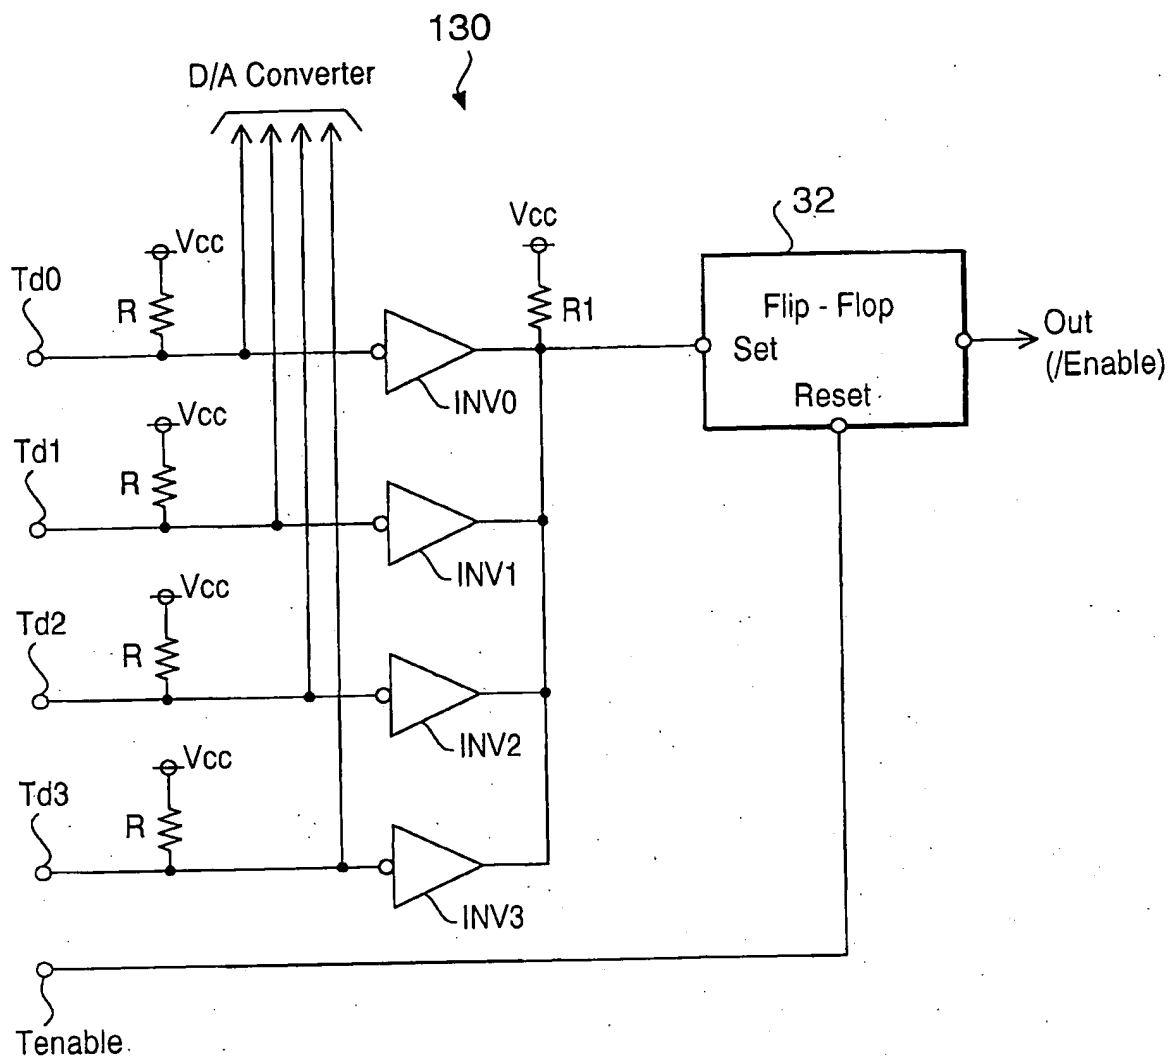 130
D/A Converter
Vcc
Vcc
32
Td0
R
R1
Flip - Flop
Set
Out
(/Enable)
Reset
INV0
Vcc
Td1
R
INV1
Vcc
Td2
R
INV2
Vcc
Td3
R
INV3
Tenable